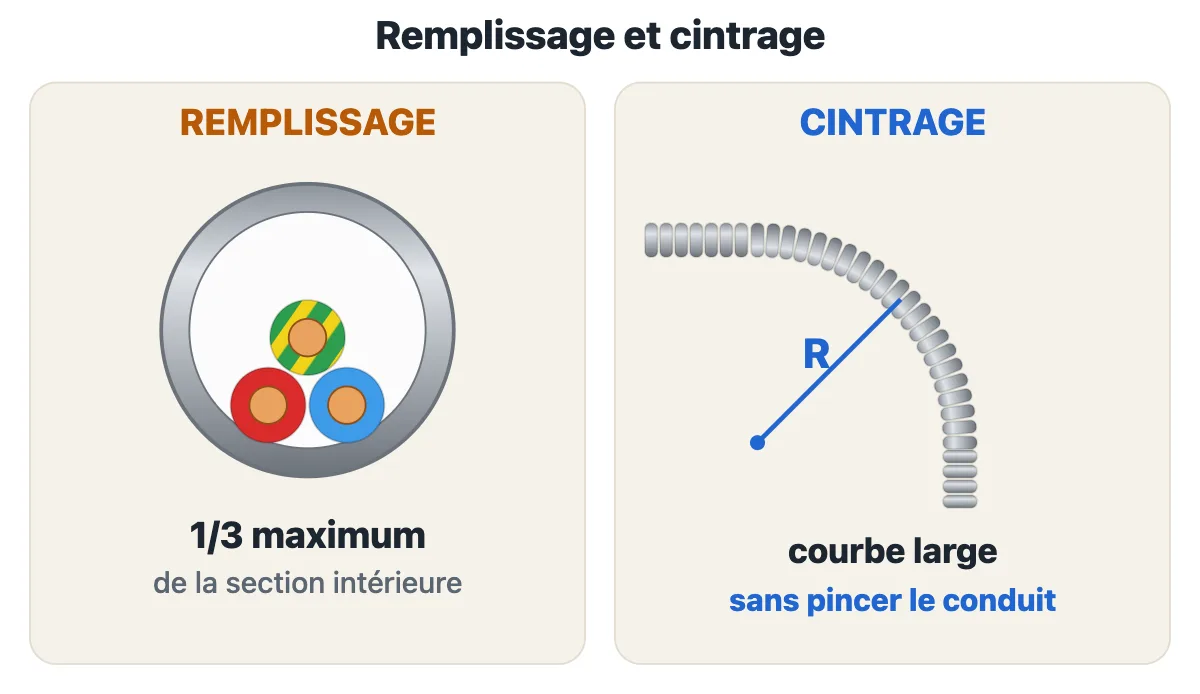 Remplissage et cintrage
REMPLISSAGE
1/3 maximum
de la section intérieure
CINTRAGE
R
courbe large
sans pincer le conduit